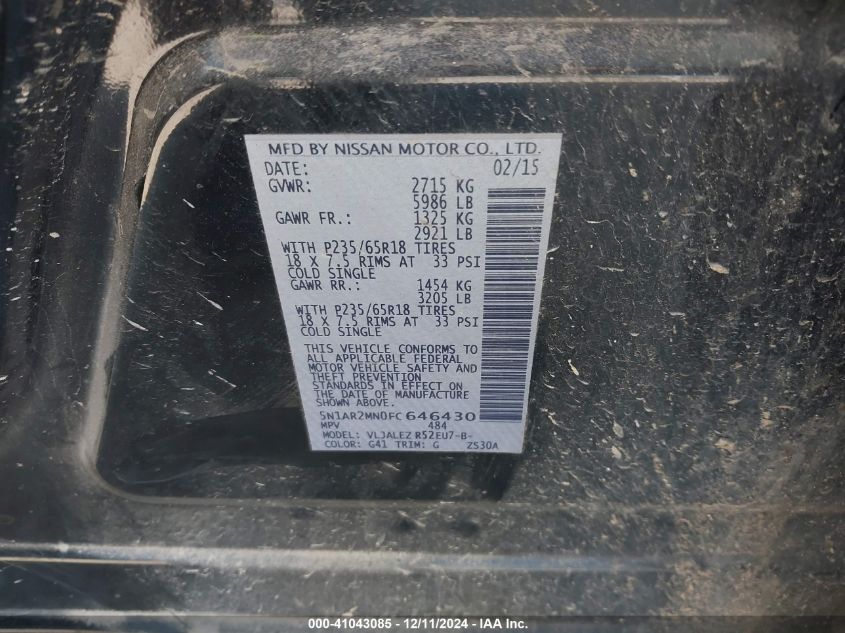 MFD BY NISSAN MOTOR CO., LTD.
DATE: 02/15
GVWR: 2715 KG
5986 LB
GAWR FR.: 1325 KG
2921 LB
WITH P235/65R18 TIRES
18 X 7.5 RIMS AT 33 PSI
COLD SINGLE
GAWR RR.: 1454 KG
3205 LB
WITH P235/65R18 TIRES
18 X 7.5 RIMS AT 33 PSI
COLD SINGLE
THIS VEHICLE CONFORMS TO
ALL APPLICABLE FEDERAL
MOTOR VEHICLE SAFETY AND
THEFT PREVENTION
STANDARDS IN EFFECT ON
THE DATE OF MANUFACTURE
SHOWN ABOVE.
5N1AR2MN0FC646430
MPV 484
MODEL: VLJALEZ R52EU7-B-
COLOR: G41 TRIM: G ZS30A
000-41043085 - 12/11/2024 - IAA Inc.